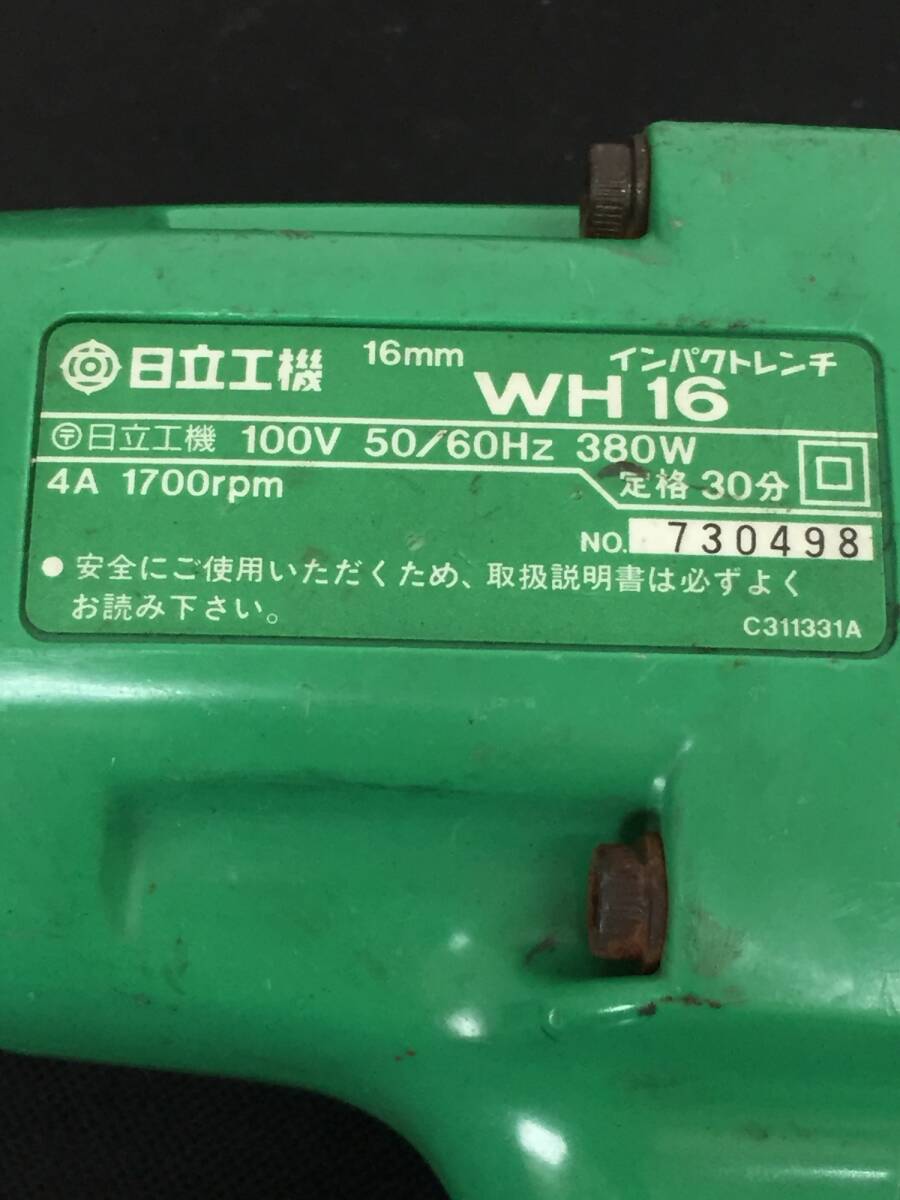 日立工機 16mm インパクトレンチ
WH 16
〒日立工機 100V 50/60Hz 380W
4A 1700rpm 定格 30分
NO. 730498
● 安全にご使用いただくため、取扱説明書は必ずよく
お読み下さい。
C311331A